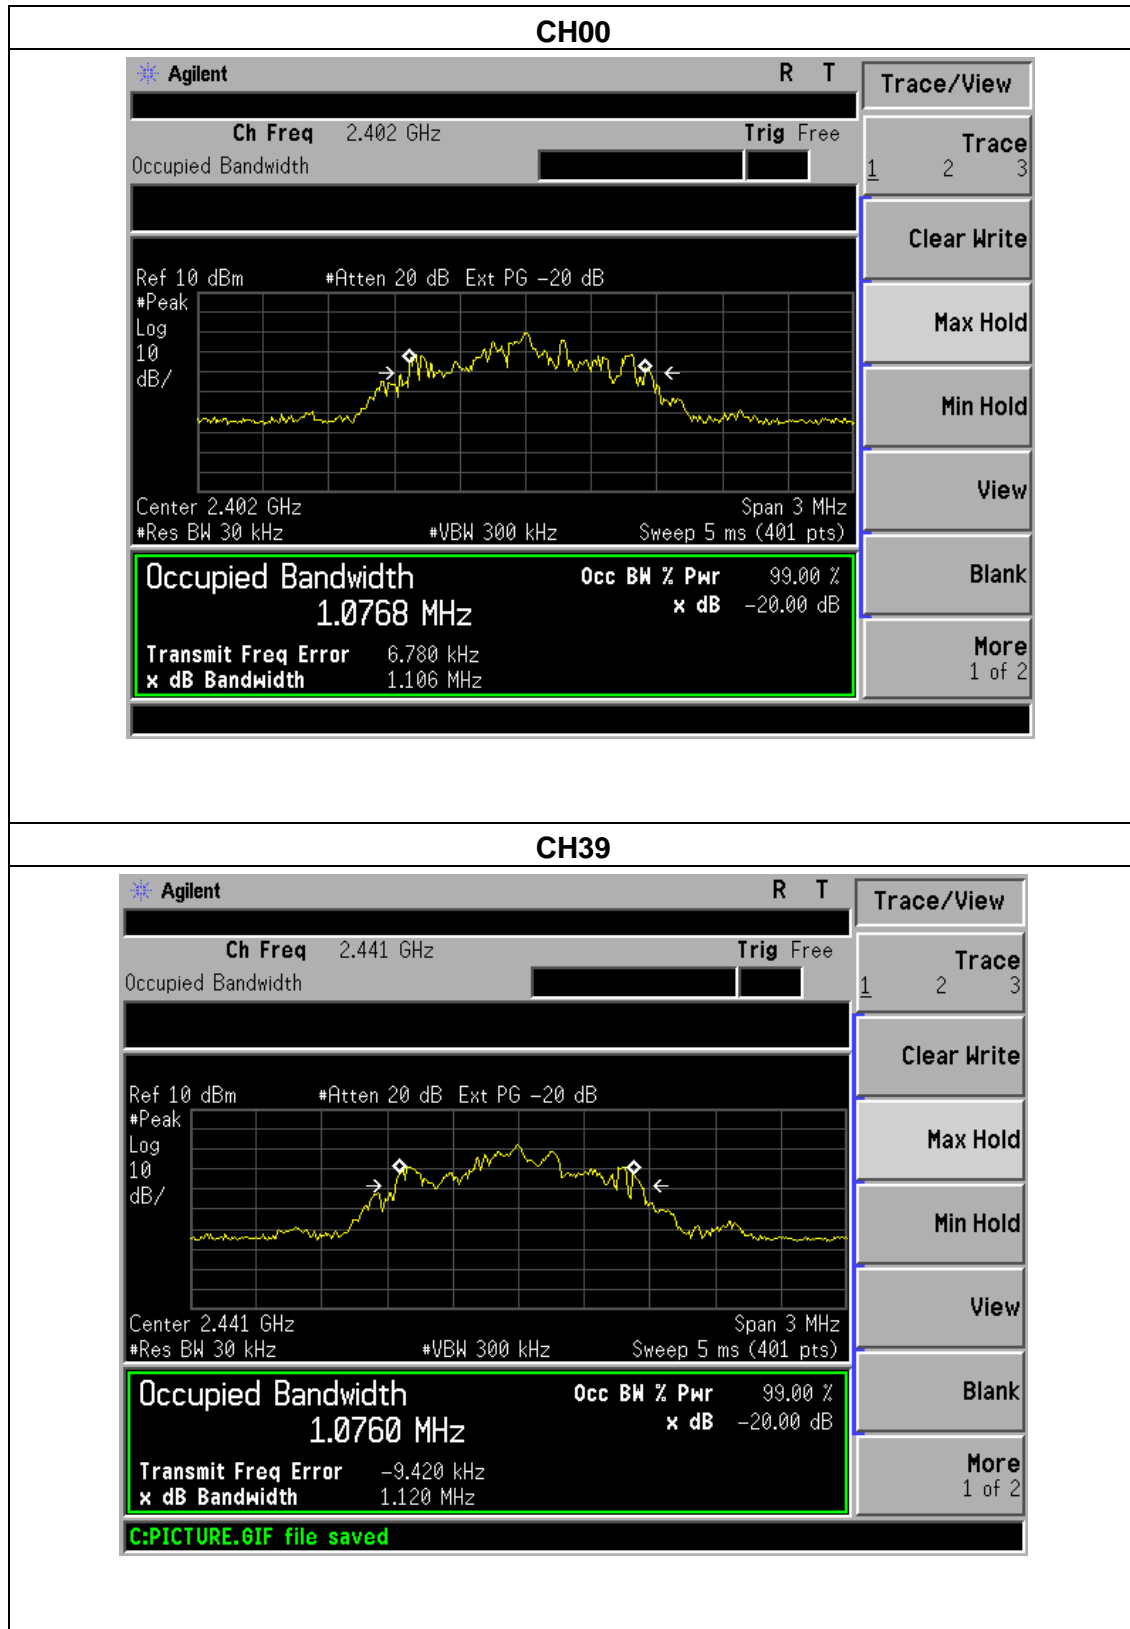 CH00
Agilent R T Trace/View
Ch Freq 2.402 GHz Trig Free
Occupied Bandwidth
Trace
1 2 3
Clear Write
Max Hold
Min Hold
View
Blank
More
1 of 2
Ref 10 dBm #Atten 20 dB Ext PG -20 dB
#Peak
Log
10
dB/
Center 2.402 GHz Span 3 MHz
#Res BW 30 kHz #VBW 300 kHz Sweep 5 ms (401 pts)
Occupied Bandwidth Occ BW % Pwr 99.00 %
1.0768 MHz x dB -20.00 dB
Transmit Freq Error 6.780 kHz
x dB Bandwidth 1.106 MHz
CH39
Agilent R T Trace/View
Ch Freq 2.441 GHz Trig Free
Occupied Bandwidth
Trace
1 2 3
Clear Write
Max Hold
Min Hold
View
Blank
More
1 of 2
Ref 10 dBm #Atten 20 dB Ext PG -20 dB
#Peak
Log
10
dB/
Center 2.441 GHz Span 3 MHz
#Res BW 30 kHz #VBW 300 kHz Sweep 5 ms (401 pts)
Occupied Bandwidth Occ BW % Pwr 99.00 %
1.0760 MHz x dB -20.00 dB
Transmit Freq Error -9.420 kHz
x dB Bandwidth 1.120 MHz
C:PICTURE.GIF file saved